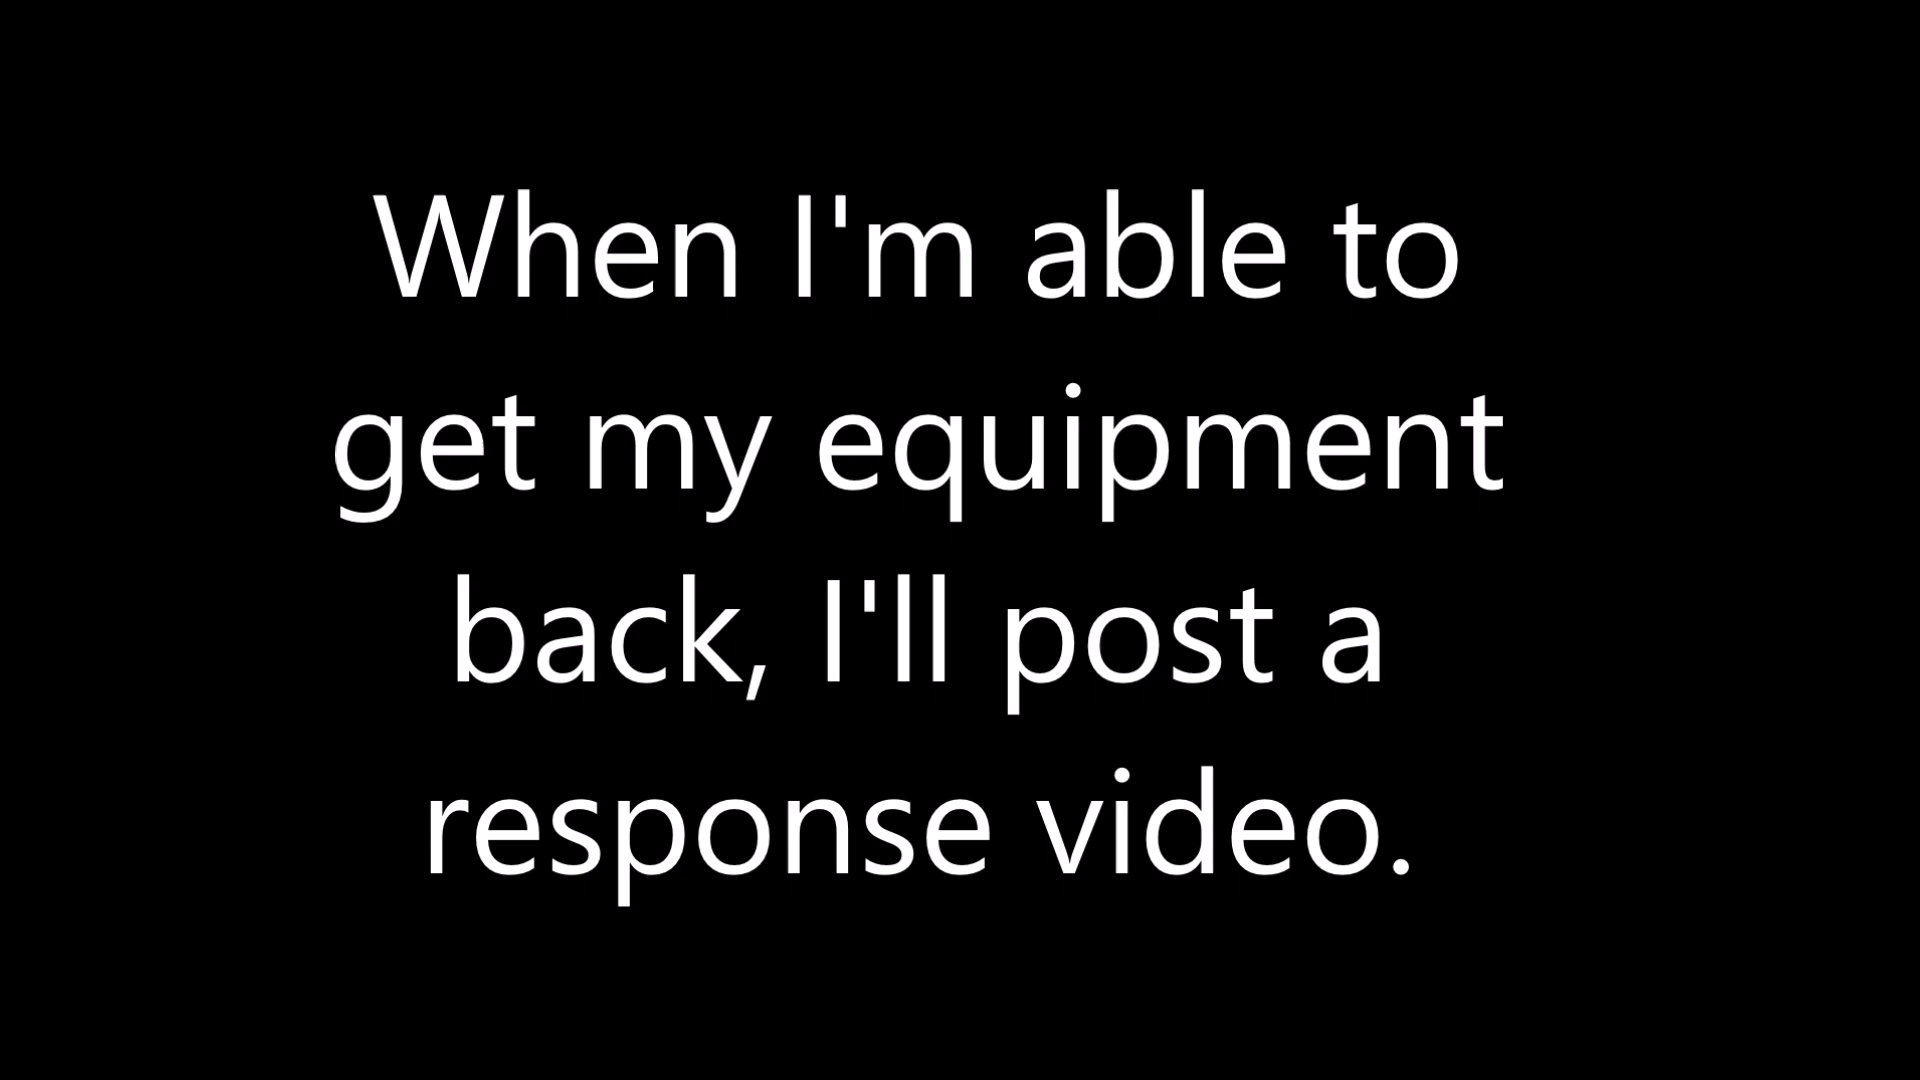 When I'm able to
get my equipment
back, I'll post a
response video.